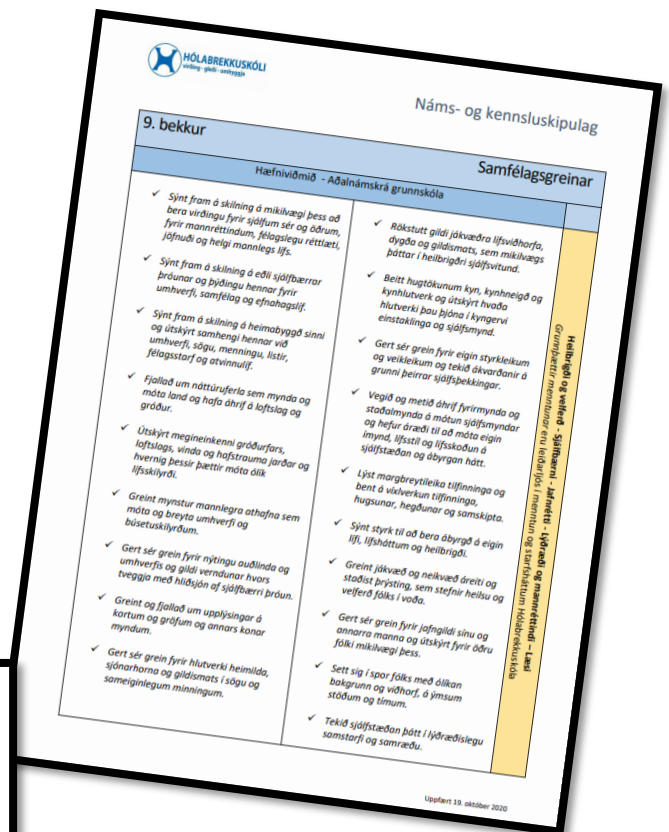 HÓLABREKKUSKÓLI
virðing - gleði - umhyggja
Náms- og kennsluskipulag
9. bekkur
Samfélagsgreinar
Hæfniviðmið - Aðalnámskrá grunnskóla
✓ Sýnt fram á skilning á mikilvægi þess að
bera virðingu fyrir sjálfum sér og öðrum,
fyrir mannréttindum, félagslegu réttlæti,
jöfnuði og helgi mannlegs lífs.
✓ Sýnt fram á skilning á eðli sjálfbærrar
þróunar og þýðingu hennar fyrir
umhverfi, samfélag og efnahagslíf.
✓ Sýnt fram á skilning á heimabyggð sinni
og útskýrt samhengi hennar við
umhverfi, sögu, menningu, listir,
félagsstarf og atvinnulíf.
✓ Fjallað um náttúruferla sem mynda og
móta land og hafa áhrif á loftslag og
gróður.
✓ Útskýrt megineinkenni gróðurfars,
loftslags, vinda og hafstrauma jarðar og
hvernig þessir þættir móta ólík
lífsskilyrði.
✓ Greint mynstur mannlegra athafna sem
móta og breyta umhverfi og
búsetuskilyrðum.
✓ Gert sér grein fyrir nýtingu auðlinda og
umhverfis og gildi verndunar hvors
tveggja með hliðsjón af sjálfbærri þróun.
✓ Greint og fjallað um upplýsingar á
kortum og gröfum og annars konar
myndum.
✓ Gert sér grein fyrir hlutverki heimilda,
sjónarhorna og gildismats í sögu og
sameiginlegum minningum.
✓ Rökstutt gildi jákvæðra lífsviðhorfa,
dygða og gildismats, sem mikilvægs
þáttar í heilbrigðri sjálfsvitund.
✓ Beitt hugtökunum kyn, kynhneigð og
kynhlutverk og útskýrt hvaða
hlutverki þau þjóna í kyngervi
einstaklinga og sjálfsmynd.
✓ Gert sér grein fyrir eigin styrkleikum
og veikleikum og tekið ákvarðanir á
grunni þeirrar sjálfsþekkingar.
✓ Vegið og metið áhrif fyrirmynda og
staðalmynda á mótun sjálfsmyndar
og hefur áræði til að móta eigin
ímynd, lífsstíl og lífsskoðun á
sjálfstæðan og ábyrgan hátt.
✓ Lýst margbreytileika tilfinninga og
bent á víxlverkun tilfinninga,
hugsunar, hegðunar og samskipta.
✓ Sýnt styrk til að bera ábyrgð á eigin
lífi, lífsháttum og heilbrigði.
✓ Greint jákvæð og neikvæð áreiti og
staðist þrýsting, sem stefnir heilsu og
velferð fólks í voða.
✓ Gert sér grein fyrir jafngildi sínu og
annarra manna og útskýrt fyrir öðru
fólki mikilvægi þess.
✓ Sett sig í spor fólks með ólíkan
bakgrunn og viðhorf, á ýmsum
stöðum og tímum.
✓ Tekið sjálfstæðan þátt í lýðræðislegu
samstarfi og samræðu.
Heilbrigði og velferð - Sjálfbærni - Jafnrétti - Lýðræði og mannréttindi – Læsi
Grunnþættir menntunar eru leiðarljós í menntun og starfsháttum Hólabrekkuskóla
Uppfært 19. október 2020